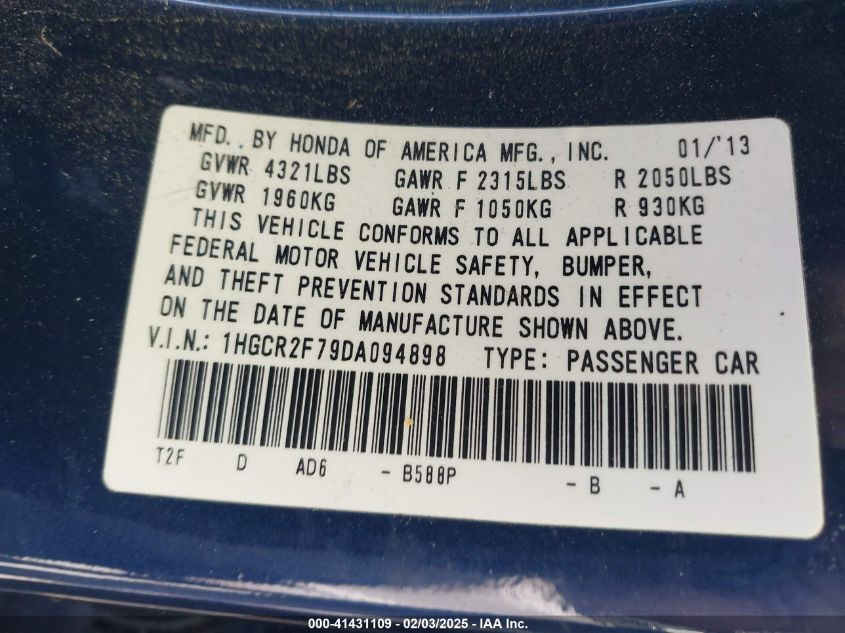 MFD. BY HONDA OF AMERICA MFG., INC. 01/'13
GVWR 4321LBS GAWR F 2315LBS R 2050LBS
GVWR 1960KG GAWR F 1050KG R 930KG
THIS VEHICLE CONFORMS TO ALL APPLICABLE
FEDERAL MOTOR VEHICLE SAFETY, BUMPER,
AND THEFT PREVENTION STANDARDS IN EFFECT
ON THE DATE OF MANUFACTURE SHOWN ABOVE.
V.I.N.: 1HGCR2F79DA094898 TYPE: PASSENGER CAR
T2F D AD6 - B588P - B - A
000-41431109 - 02/03/2025 - IAA Inc.